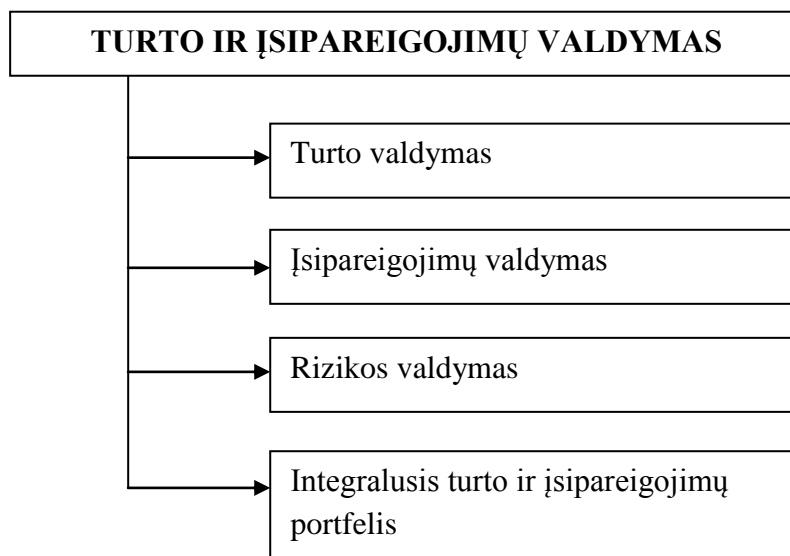 TURTO IR ĮSIPAREIGOJIMŲ VALDYMAS
Turto valdymas
Įsipareigojimų valdymas
Rizikos valdymas
Integralusis turto ir įsipareigojimų
portfelis